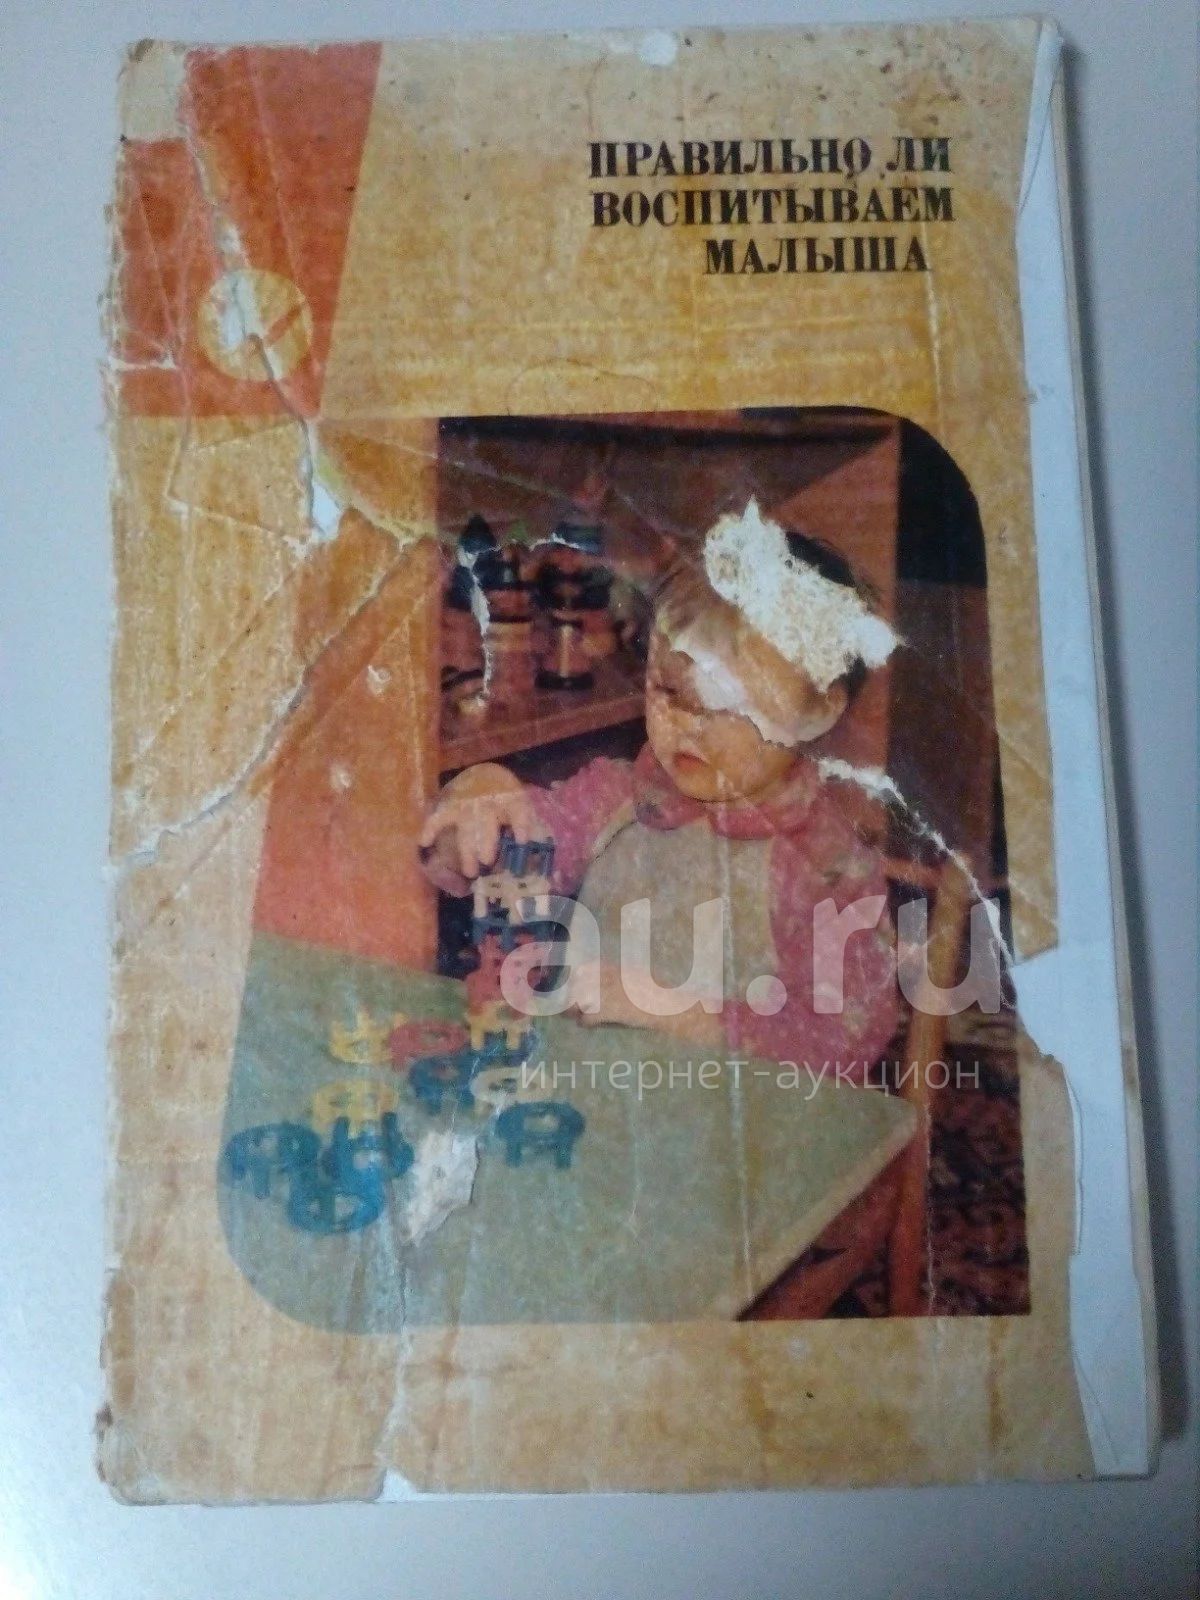 ПРАВИЛЬНО ЛИ
ВОСПИТЫВАЕМ
МАЛЫША
au.ru
интернет-аукцион